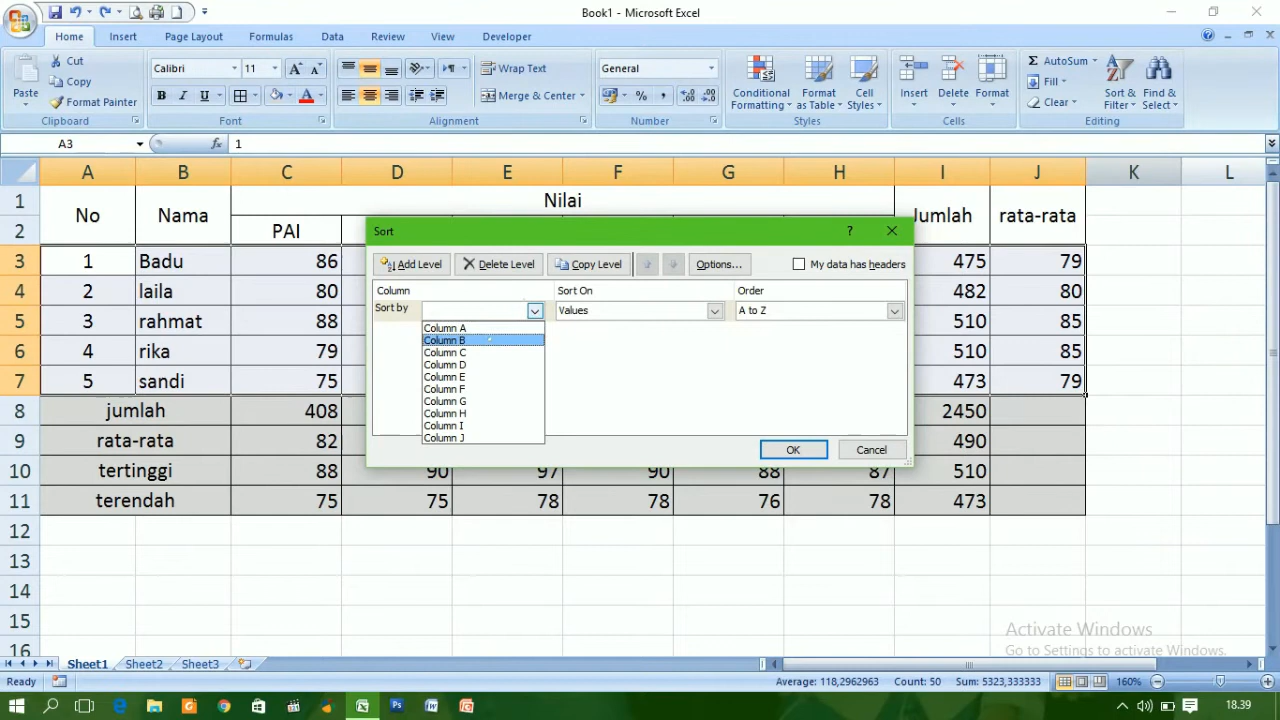 Book1 - Microsoft Excel
Home Insert Page Layout Formulas Data Review View Developer
Paste
Cut
Copy
Format Painter
Clipboard
Calibri 11 A A
B I U A
Font
Wrap Text
Merge & Center
Alignment
General
% ,
Number
Conditional Formatting
Format as Table
Cell Styles
Styles
Insert Delete Format
Cells
Σ AutoSum
Fill
Clear
Sort & Filter
Find & Select
Editing
A3 fx 1
A B C D E F G H I J K L
1 No Nama Nilai Jumlah rata-rata
2 PAI
3 1 Badu 86 475 79
4 2 laila 80 482 80
5 3 rahmat 88 510 85
6 4 rika 79 510 85
7 5 sandi 75 473 79
8 jumlah 408 2450
9 rata-rata 82 490
10 tertinggi 88 90 97 90 88 87 510
11 terendah 75 75 78 78 76 78 473
12
13
14
15
16
Sort ?
Add Level Delete Level Copy Level Options... My data has headers
Column Sort On Order
Sort by Values A to Z
Column A
Column B
Column C
Column D
Column E
Column F
Column G
Column H
Column I
Column J
OK Cancel
Activate Windows
Go to Settings to activate Windows.
Sheet1 Sheet2 Sheet3
Ready Average: 118,2962963 Count: 50 Sum: 5323,333333 160%
18.39